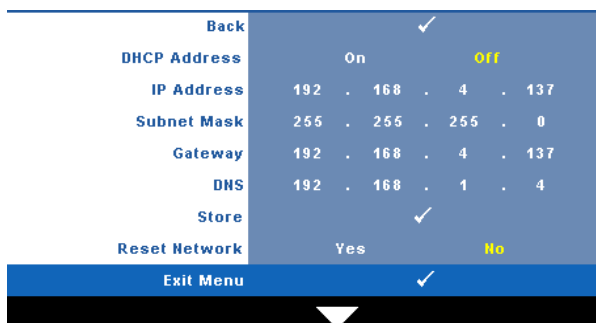 Back ✓
DHCP Address On Off
IP Address 192 . 168 . 4 . 137
Subnet Mask 255 . 255 . 255 . 0
Gateway 192 . 168 . 4 . 137
DNS 192 . 168 . 1 . 4
Store ✓
Reset Network Yes No
Exit Menu ✓